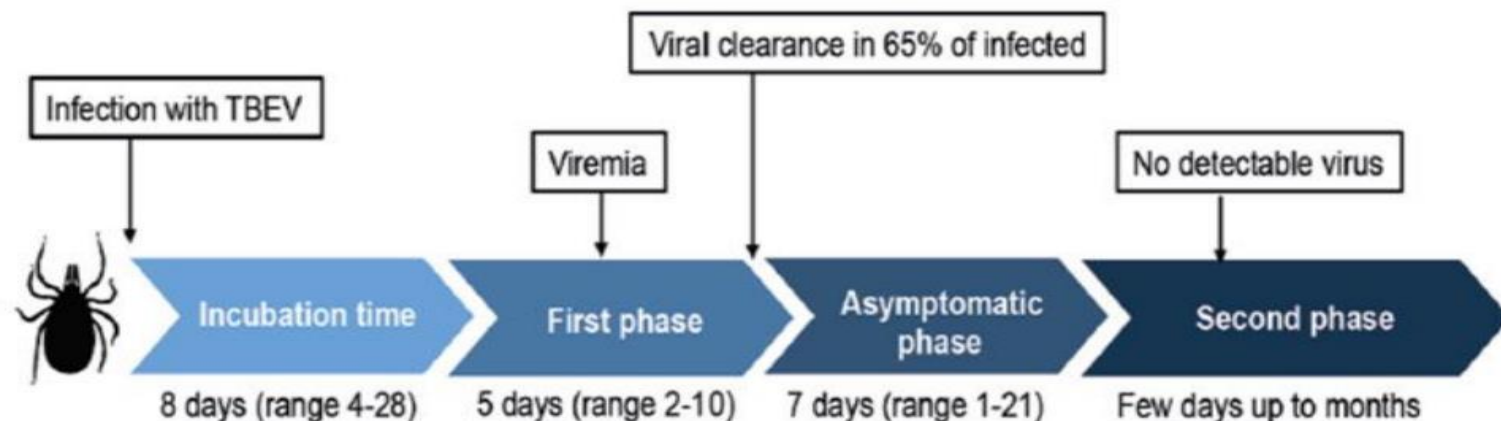 Viral clearance in 65% of infected
Infection with TBEV
Viremia
No detectable virus
Incubation time
First phase
Asymptomatic
phase
Second phase
8 days (range 4-28)
5 days (range 2-10)
7 days (range 1-21)
Few days up to months